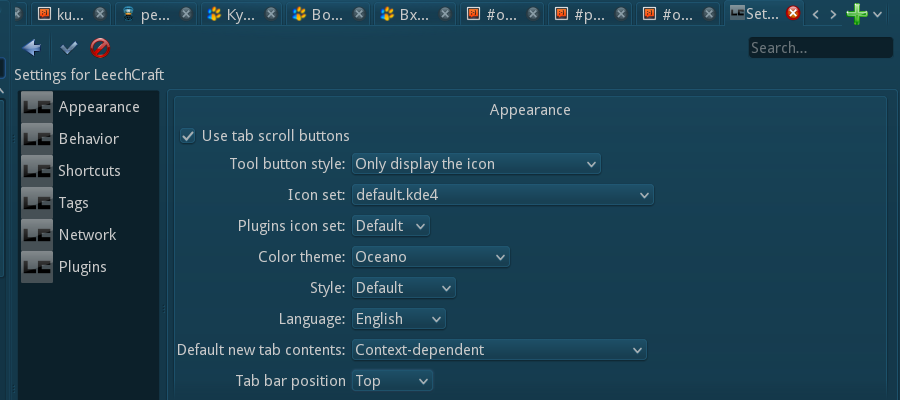 ku... pe... Ky... Bo... Bx... #o... #p... #o... Set...
Search...
Settings for LeechCraft
Appearance
Behavior
Shortcuts
Tags
Network
Plugins
Appearance
Use tab scroll buttons
Tool button style: Only display the icon
Icon set: default.kde4
Plugins icon set: Default
Color theme: Oceano
Style: Default
Language: English
Default new tab contents: Context-dependent
Tab bar position Top